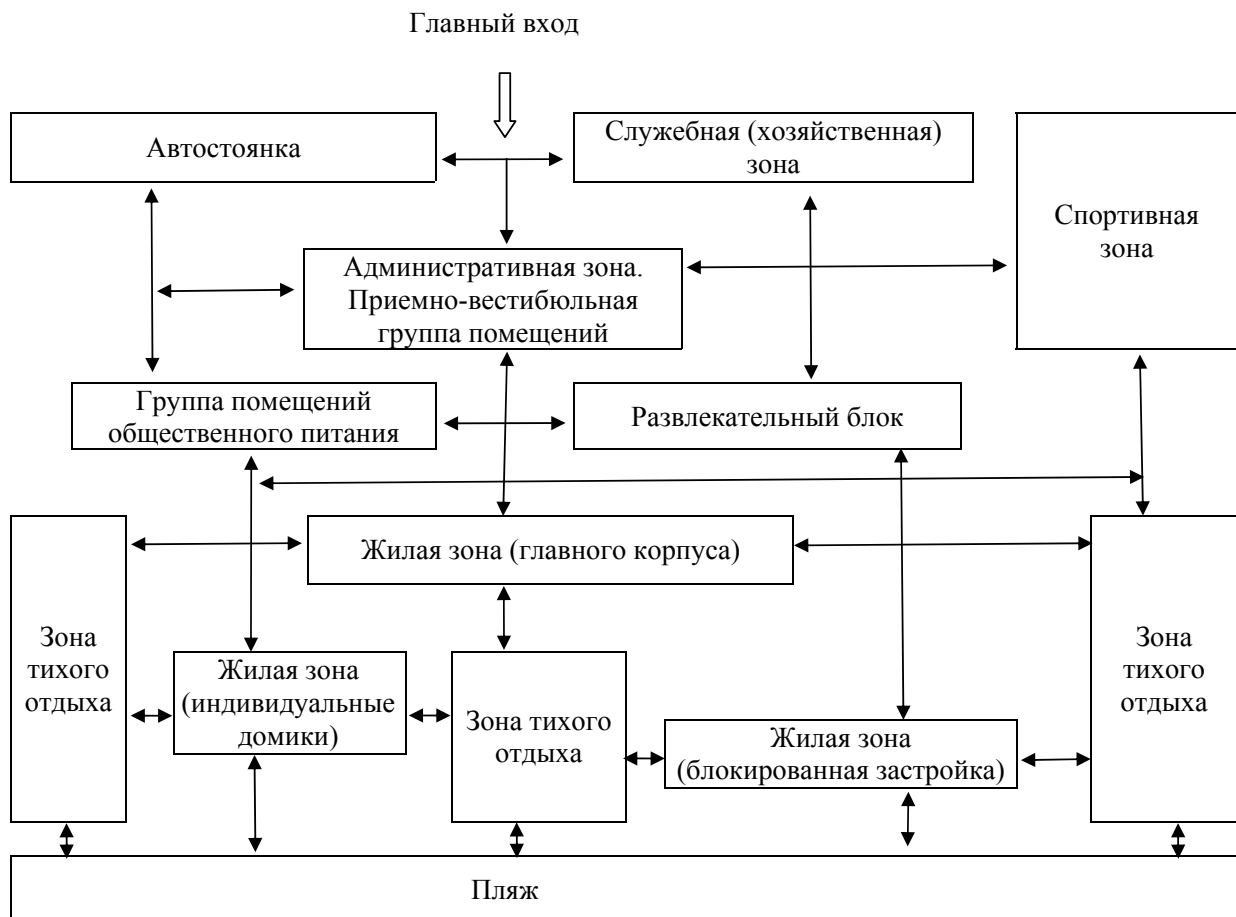 Главный вход
Автостоянка
Служебная (хозяйственная)
зона
Спортивная
зона
Административная зона.
Приемно-вестибюльная
группа помещений
Группа помещений
общественного питания
Развлекательный блок
Жилая зона (главного корпуса)
Зона
тихого
отдыха
Жилая зона
(индивидуальные
домики)
Зона тихого
отдыха
Жилая зона
(блокированная застройка)
Зона
тихого
отдыха
Пляж